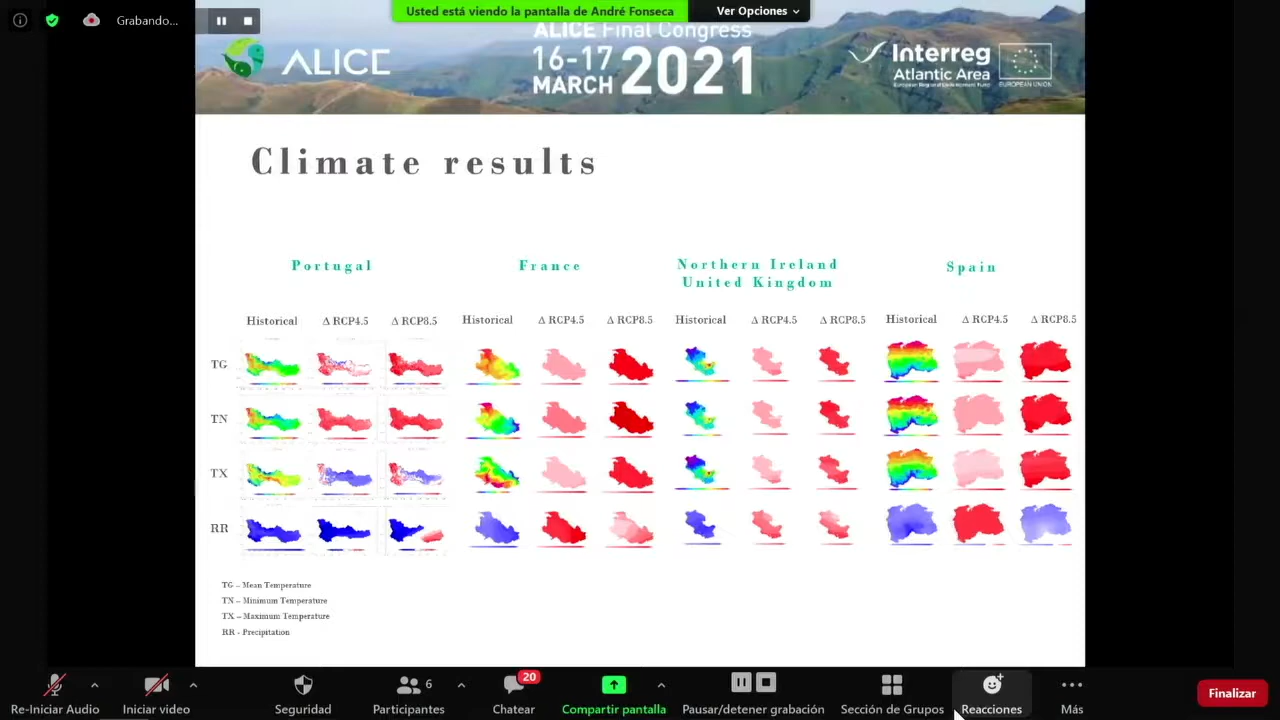 Grabando...
Usted está viendo la pantalla de André Fonseca
Ver Opciones
ALICE
ALICE Final Congress
16-17
MARCH 2021
Interreg
Atlantic Area
European Regional Development Fund
EUROPEAN UNION
Climate results
Portugal
France
Northern Ireland
United Kingdom
Spain
Historical Δ RCP4.5 Δ RCP8.5 Historical Δ RCP4.5 Δ RCP8.5 Historical Δ RCP4.5 Δ RCP8.5 Historical Δ RCP4.5 Δ RCP8.5
TG
TN
TX
RR
TG – Mean Temperature
TN – Minimum Temperature
TX – Maximum Temperature
RR - Precipitation
Re-Iniciar Audio
Iniciar video
Seguridad
6
Participantes
20
Chatear
Compartir pantalla
Pausar/detener grabación
Sección de Grupos
Reacciones
Más
Finalizar